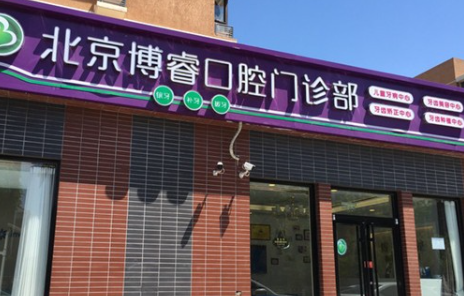 北京博睿口腔门诊部
镶牙 补牙 植牙
儿童牙病中心
牙齿矫正中心
牙齿美容中心
牙齿种植中心